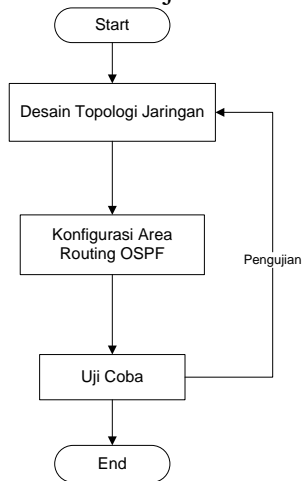 Start
Desain Topologi Jaringan
Konfigurasi Area
Routing OSPF
Pengujian
Uji Coba
End